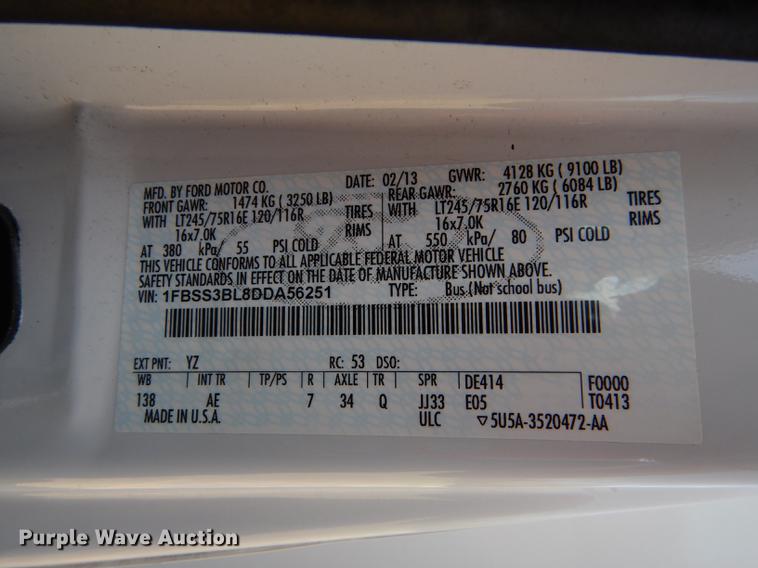 MFD. BY FORD MOTOR CO. DATE: 02/13 GVWR: 4128 KG ( 9100 LB)
FRONT GAWR: 1474 KG ( 3250 LB) REAR GAWR: 2760 KG ( 6084 LB)
WITH LT245/75R16E 120/116R TIRES WITH LT245/75R16E 120/116R TIRES
16x7.0K RIMS 16x7.0K RIMS
AT 380 kPa/ 55 PSI COLD AT 550 kPa/ 80 PSI COLD
THIS VEHICLE CONFORMS TO ALL APPLICABLE FEDERAL MOTOR VEHICLE
SAFETY STANDARDS IN EFFECT ON THE DATE OF MANUFACTURE SHOWN ABOVE.
VIN: 1FBSS3BL8DDA56251 TYPE: Bus(Not school bus)
EXT PNT: YZ RC: 53 DSO:
WB INT TR TP/PS R AXLE TR SPR DE414 F0000
138 AE 7 34 Q JJ33 E05 T0413
MADE IN U.S.A. ULC ▽5U5A-3520472-AA
Purple Wave Auction